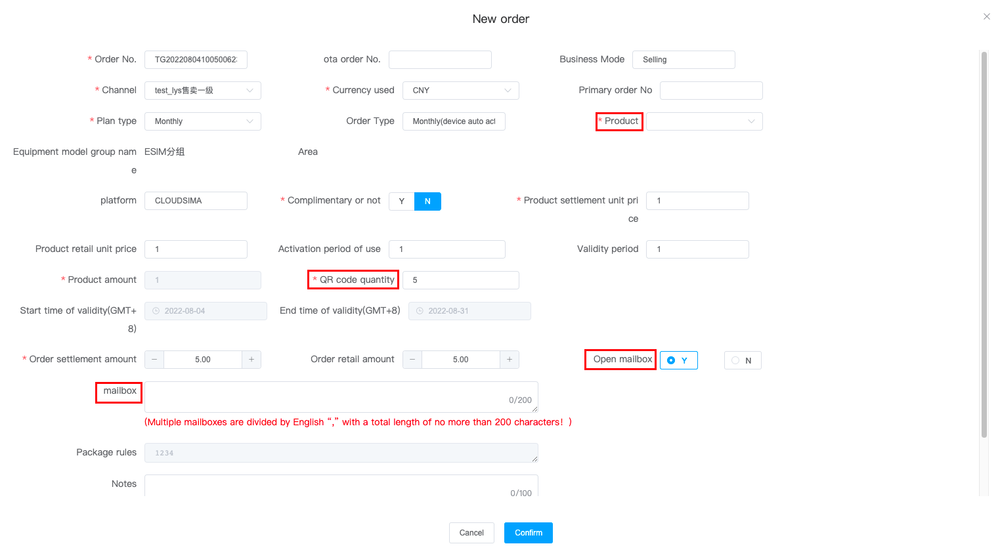 New order
* Order No. TG20220804100500623 ota order No. Business Mode Selling
* Channel test_lys售卖一级 * Currency used CNY Primary order No
* Plan type Monthly Order Type Monthly(device auto act * Product
Equipment model group nam ESIM分组 Area
e
platform CLOUDSIMA * Complimentary or not Y N * Product settlement unit pri 1
ce
Product retail unit price 1 Activation period of use 1 Validity period 1
* Product amount 1 * QR code quantity 5
Start time of validity(GMT+ 2022-08-04 End time of validity(GMT+8) 2022-08-31
8)
* Order settlement amount − 5.00 + Order retail amount − 5.00 + Open mailbox Y N
mailbox
0/200
(Multiple mailboxes are divided by English “,” with a total length of no more than 200 characters! )
Package rules 1234
Notes
0/100
Cancel Confirm